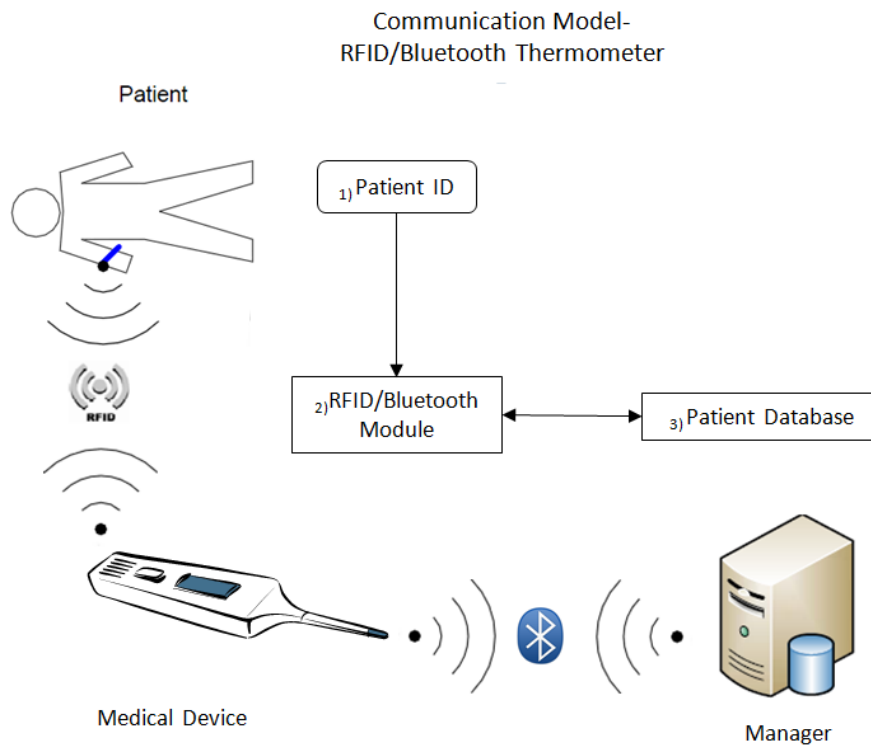 Communication Model-
RFID/Bluetooth Thermometer
Patient
1) Patient ID
RFID
2) RFID/Bluetooth
Module
3) Patient Database
Medical Device
Manager